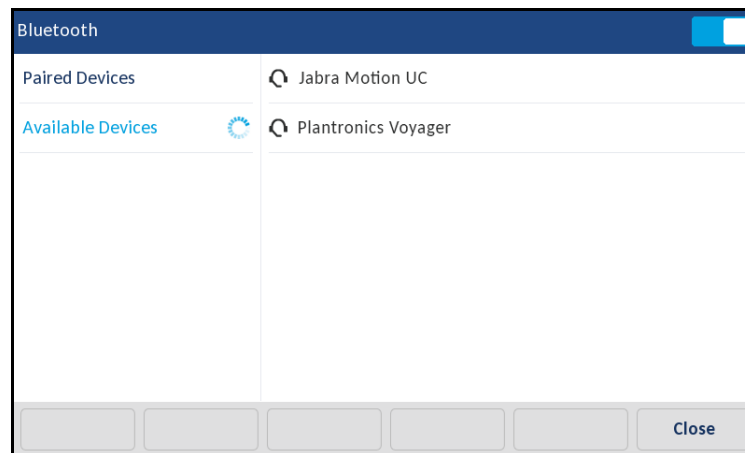 Bluetooth
Paired Devices
Available Devices
Jabra Motion UC
Plantronics Voyager
Close